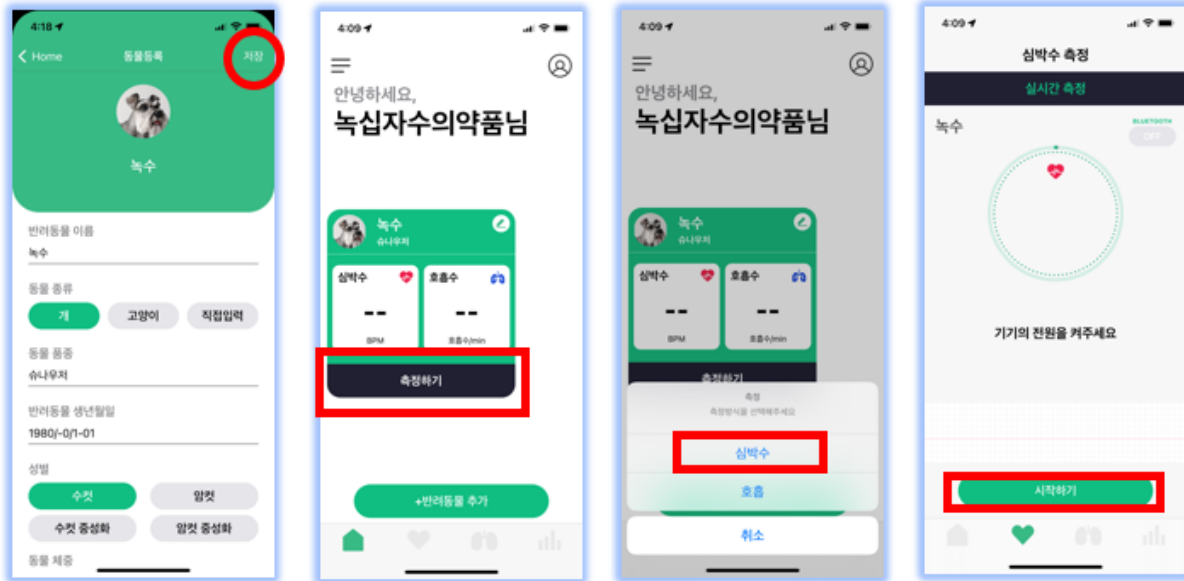 4:18
Home 동물등록 저장
녹수
반려동물 이름
녹수
동물 종류
개 고양이 직접입력
동물 품종
슈나우저
반려동물 생년월일
1980/-0/1-01
성별
수컷 암컷
수컷 중성화 암컷 중성화
동물 체중
4:09
안녕하세요,
녹십자수의약품님
녹수
슈나우저
심박수 호흡수
-- --
BPM 호흡수/min
측정하기
+반려동물 추가
4:09
안녕하세요,
녹십자수의약품님
녹수
슈나우저
심박수 호흡수
-- --
BPM 호흡수/min
측정하기
측정
측정방식을 선택해주세요
심박수
호흡
취소
4:09
심박수 측정
실시간 측정
녹수
BLUETOOTH
OFF
기기의 전원을 켜주세요
시작하기